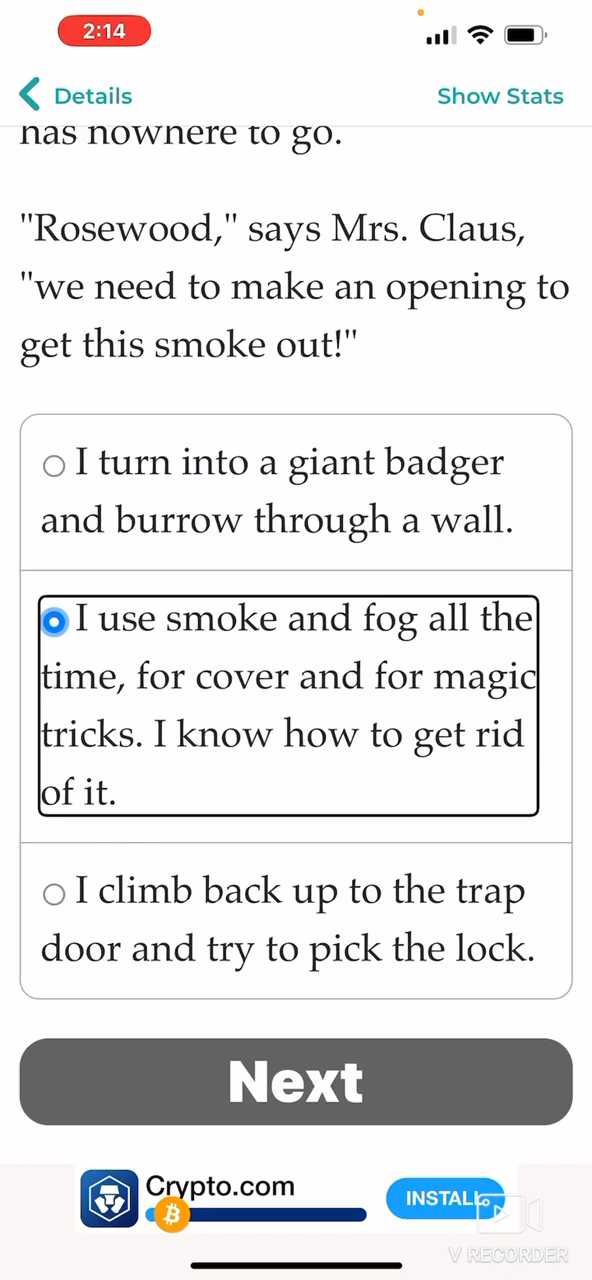 2:14
Details
Show Stats
has nowhere to go.
"Rosewood," says Mrs. Claus,
"we need to make an opening to
get this smoke out!"
I turn into a giant badger
and burrow through a wall.
I use smoke and fog all the
time, for cover and for magic
tricks. I know how to get rid
of it.
I climb back up to the trap
door and try to pick the lock.
Next
Crypto.com
INSTALL
V RECORDER